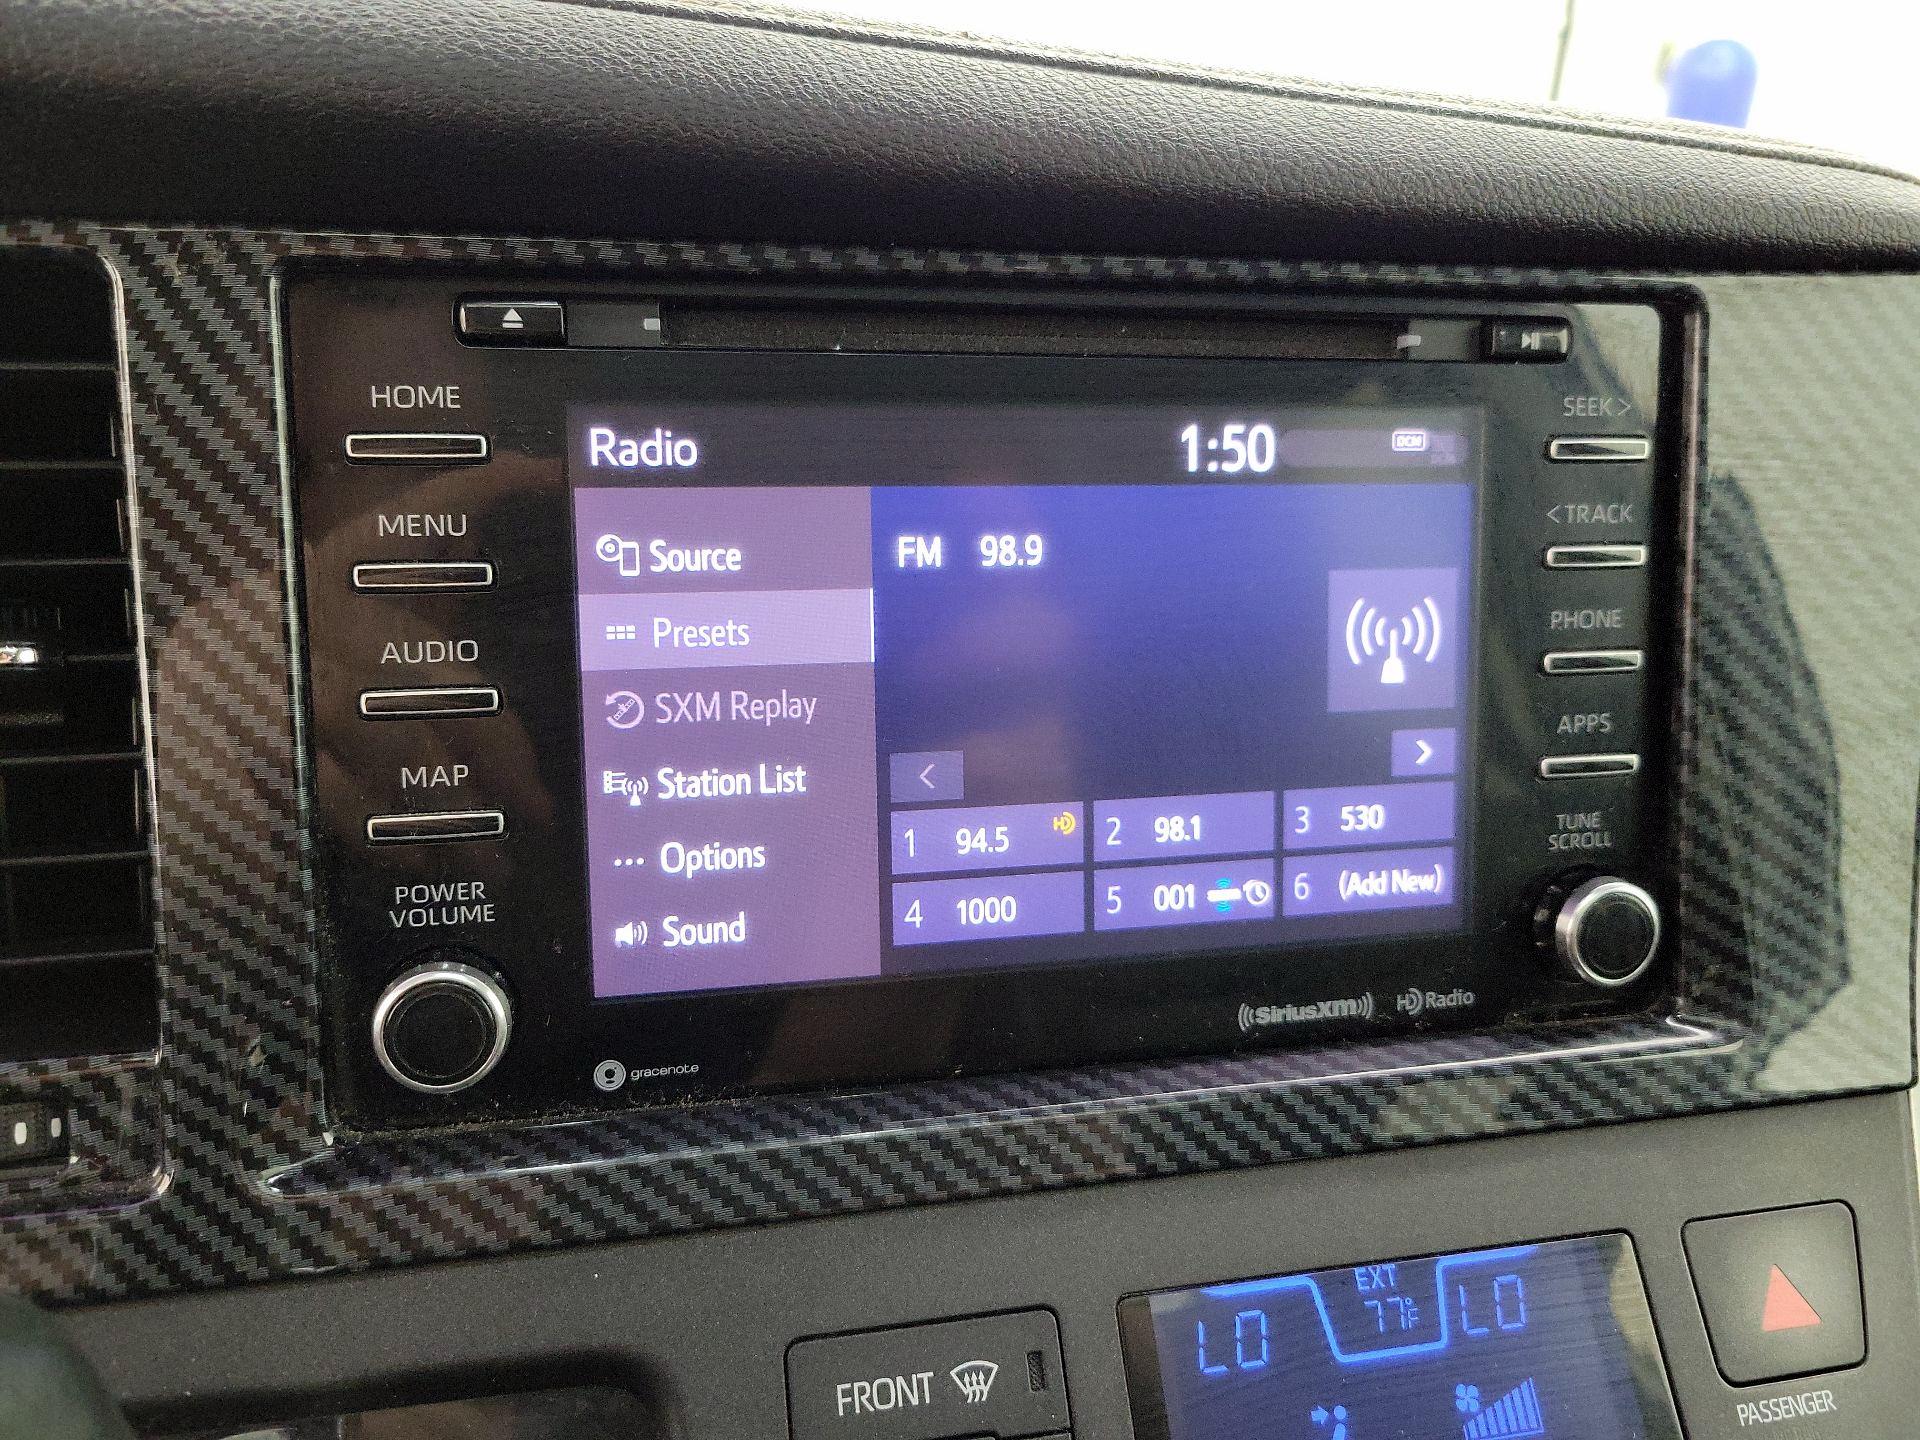 HOME
MENU
AUDIO
MAP
POWER
VOLUME
Radio
1:50
DCM
Source
Presets
SXM Replay
Station List
Options
Sound
FM 98.9
<
>
1 94.5 HD
2 98.1
3 530
4 1000
5 001
6 (Add New)
SEEK >
< TRACK
PHONE
APPS
TUNE
SCROLL
gracenote
((SiriusXM))
HD Radio
FRONT
LO
EXT
77°F
LO
PASSENGER